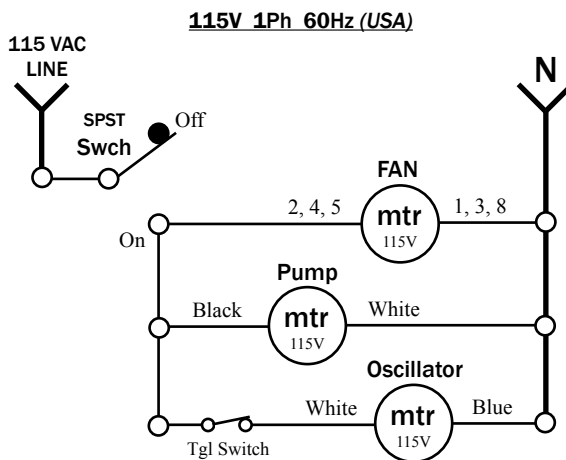 115V 1Ph 60Hz (USA)
115 VAC
LINE
N
SPST
Swch
Off
FAN
On
2, 4, 5
mtr
115V
1, 3, 8
Pump
Black
mtr
115V
White
Oscillator
Tgl Switch
White
mtr
115V
Blue